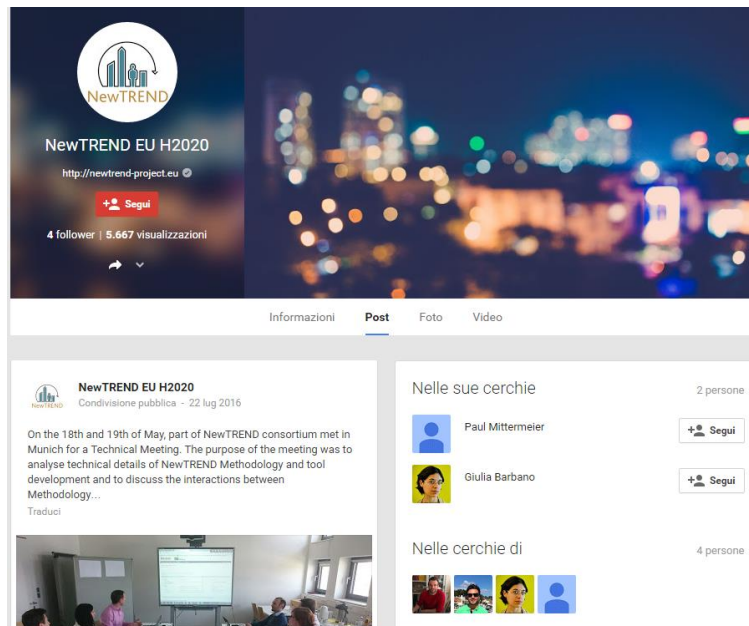 NewTREND
NewTREND EU H2020
http://newtrend-project.eu
Segui
4 follower | 5.667 visualizzazioni
Informazioni Post Foto Video
NewTREND EU H2020
Condivisione pubblica - 22 lug 2016
On the 18th and 19th of May, part of NewTREND consortium met in
Munich for a Technical Meeting. The purpose of the meeting was to
analyse technical details of NewTREND Methodology and tool
development and to discuss the interactions between
Methodology…
Traduci
Nelle sue cerchie 2 persone
Paul Mittermeier Segui
Giulia Barbano Segui
Nelle cerchie di 4 persone